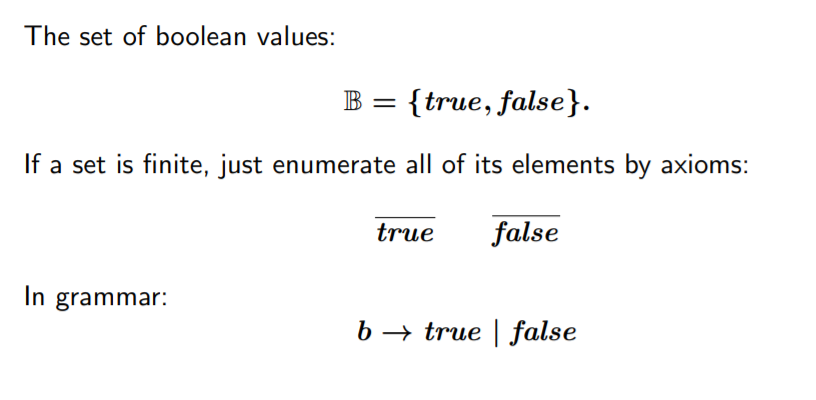 The set of boolean values:
𝔹 = {true, false}.
If a set is finite, just enumerate all of its elements by axioms:
true false
In grammar:
b → true | false